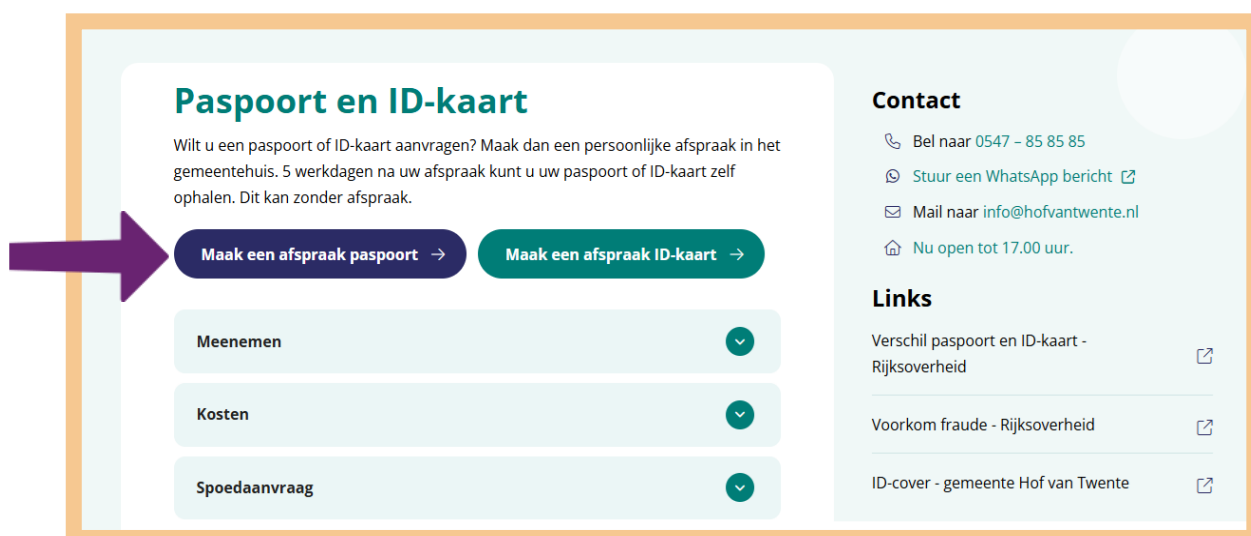 Paspoort en ID-kaart
Wilt u een paspoort of ID-kaart aanvragen? Maak dan een persoonlijke afspraak in het
gemeentehuis. 5 werkdagen na uw afspraak kunt u uw paspoort of ID-kaart zelf
ophalen. Dit kan zonder afspraak.
Maak een afspraak paspoort →
Maak een afspraak ID-kaart →
Meenemen
Kosten
Spoedaanvraag
Contact
Bel naar 0547 – 85 85 85
Stuur een WhatsApp bericht
Mail naar info@hofvantwente.nl
Nu open tot 17.00 uur.
Links
Verschil paspoort en ID-kaart -
Rijksoverheid
Voorkom fraude - Rijksoverheid
ID-cover - gemeente Hof van Twente